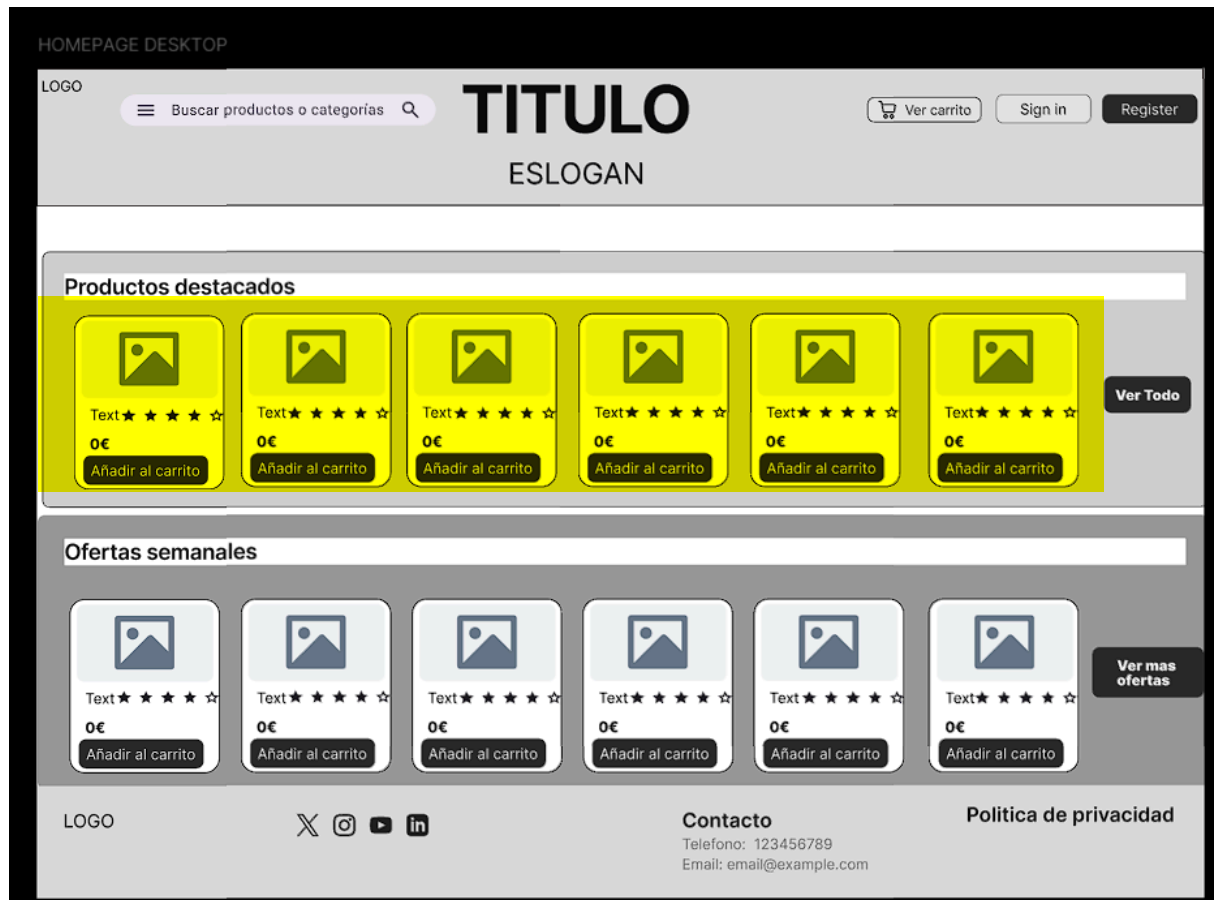 HOMEPAGE DESKTOP
LOGO
Buscar productos o categorías
TITULO
Ver carrito
Sign in
Register
ESLOGAN
Productos destacados
Text Text Text Text Text Text
0€ 0€ 0€ 0€ 0€ 0€
Añadir al carrito Añadir al carrito Añadir al carrito Añadir al carrito Añadir al carrito Añadir al carrito
Ver Todo
Ofertas semanales
Text Text Text Text Text Text
0€ 0€ 0€ 0€ 0€ 0€
Añadir al carrito Añadir al carrito Añadir al carrito Añadir al carrito Añadir al carrito Añadir al carrito
Ver mas
ofertas
LOGO
Contacto
Telefono: 123456789
Email: email@example.com
Politica de privacidad